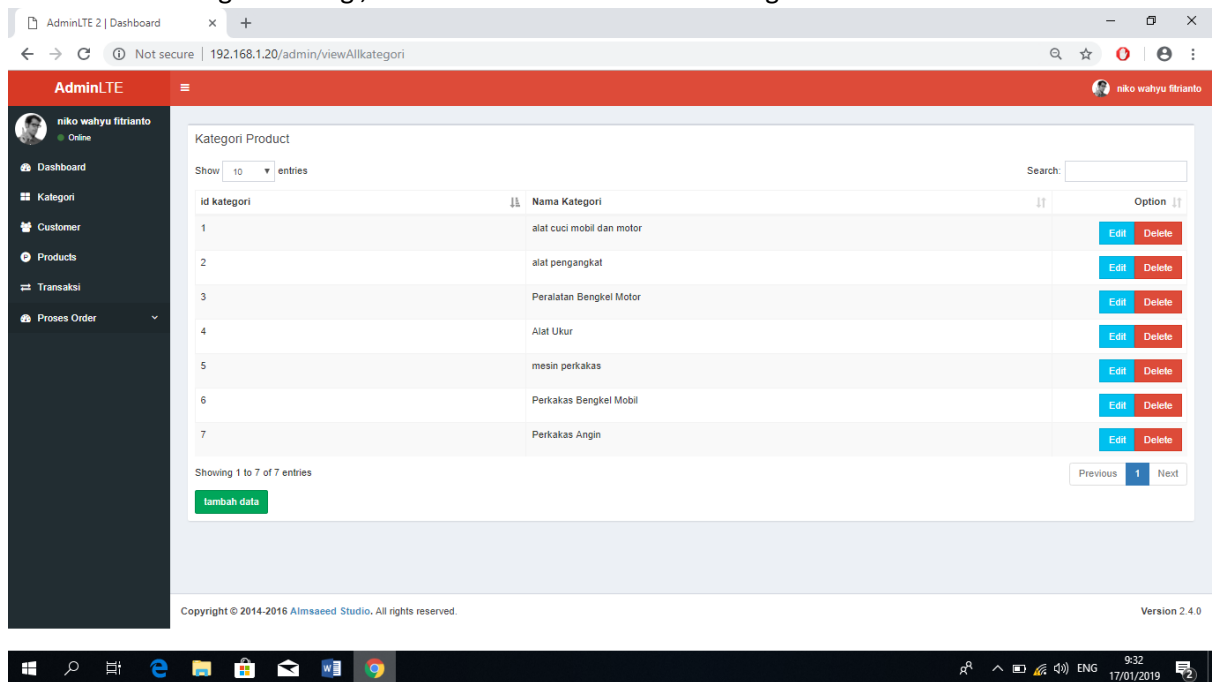 AdminLTE 2 | Dashboard
Not secure | 192.168.1.20/admin/viewAllkategori
AdminLTE
niko wahyu fitrianto
niko wahyu fitrianto
Online
Dashboard
Kategori
Customer
Products
Transaksi
Proses Order
Kategori Product
Show 10 entries
Search:
id kategori Nama Kategori Option
1 alat cuci mobil dan motor Edit Delete
2 alat pengangkat Edit Delete
3 Peralatan Bengkel Motor Edit Delete
4 Alat Ukur Edit Delete
5 mesin perkakas Edit Delete
6 Perkakas Bengkel Mobil Edit Delete
7 Perkakas Angin Edit Delete
Showing 1 to 7 of 7 entries
Previous 1 Next
tambah data
Copyright © 2014-2016 Almsaeed Studio. All rights reserved.
Version 2.4.0
ENG
9:32
17/01/2019
2